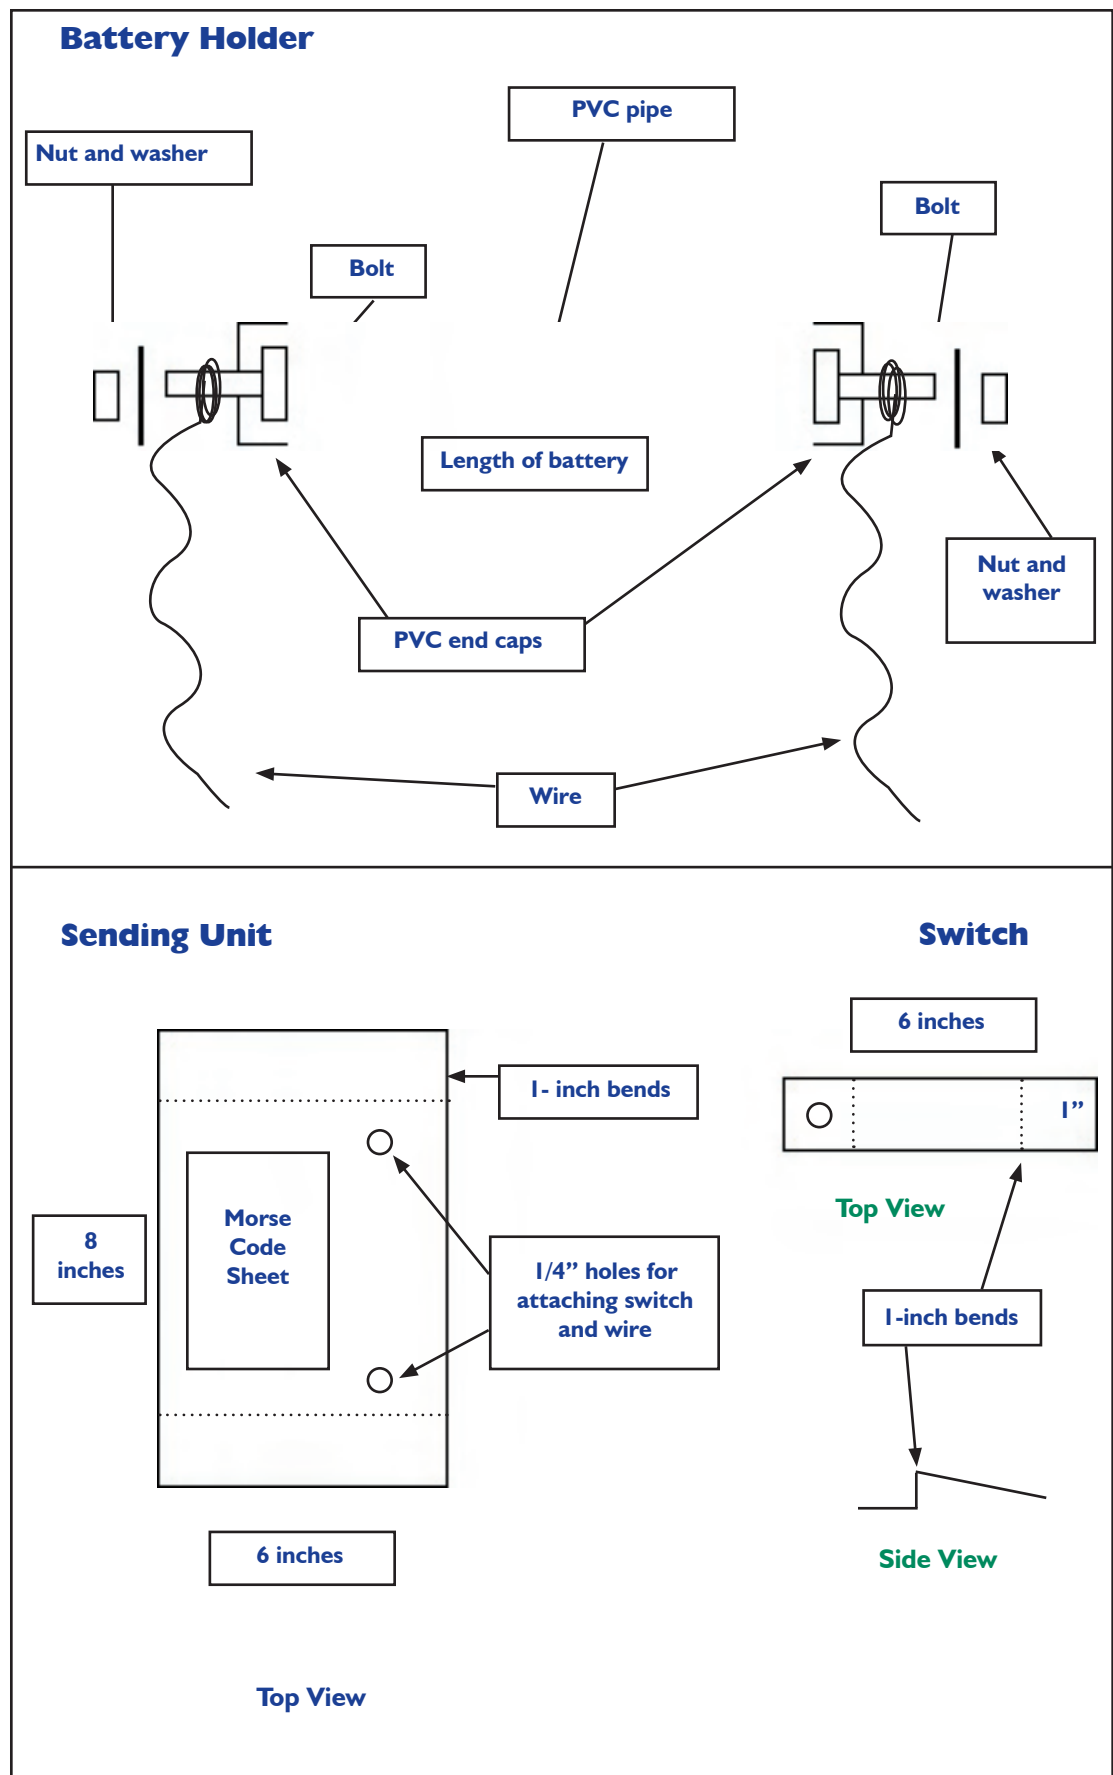 Battery Holder
PVC pipe
Nut and washer
Bolt
Bolt
Length of battery
Nut and
washer
PVC end caps
Wire
Sending Unit
Switch
6 inches
1- inch bends
1”
Morse
Code
Sheet
Top View
8
inches
1/4” holes for
attaching switch
and wire
1-inch bends
6 inches
Side View
Top View